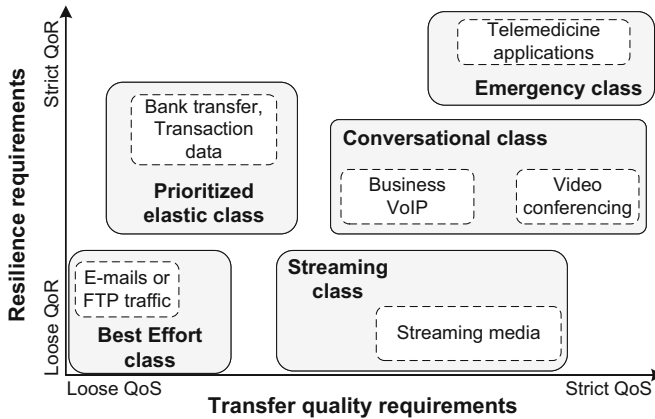 Resilience requirements
Strict QoR
Loose QoR
Telemedicine
applications
Emergency class
Bank transfer,
Transaction
data
Prioritized
elastic class
Conversational class
Business
VoIP
Video
conferencing
E-mails or
FTP traffic
Best Effort
class
Streaming
class
Streaming media
Loose QoS
Strict QoS
Transfer quality requirements